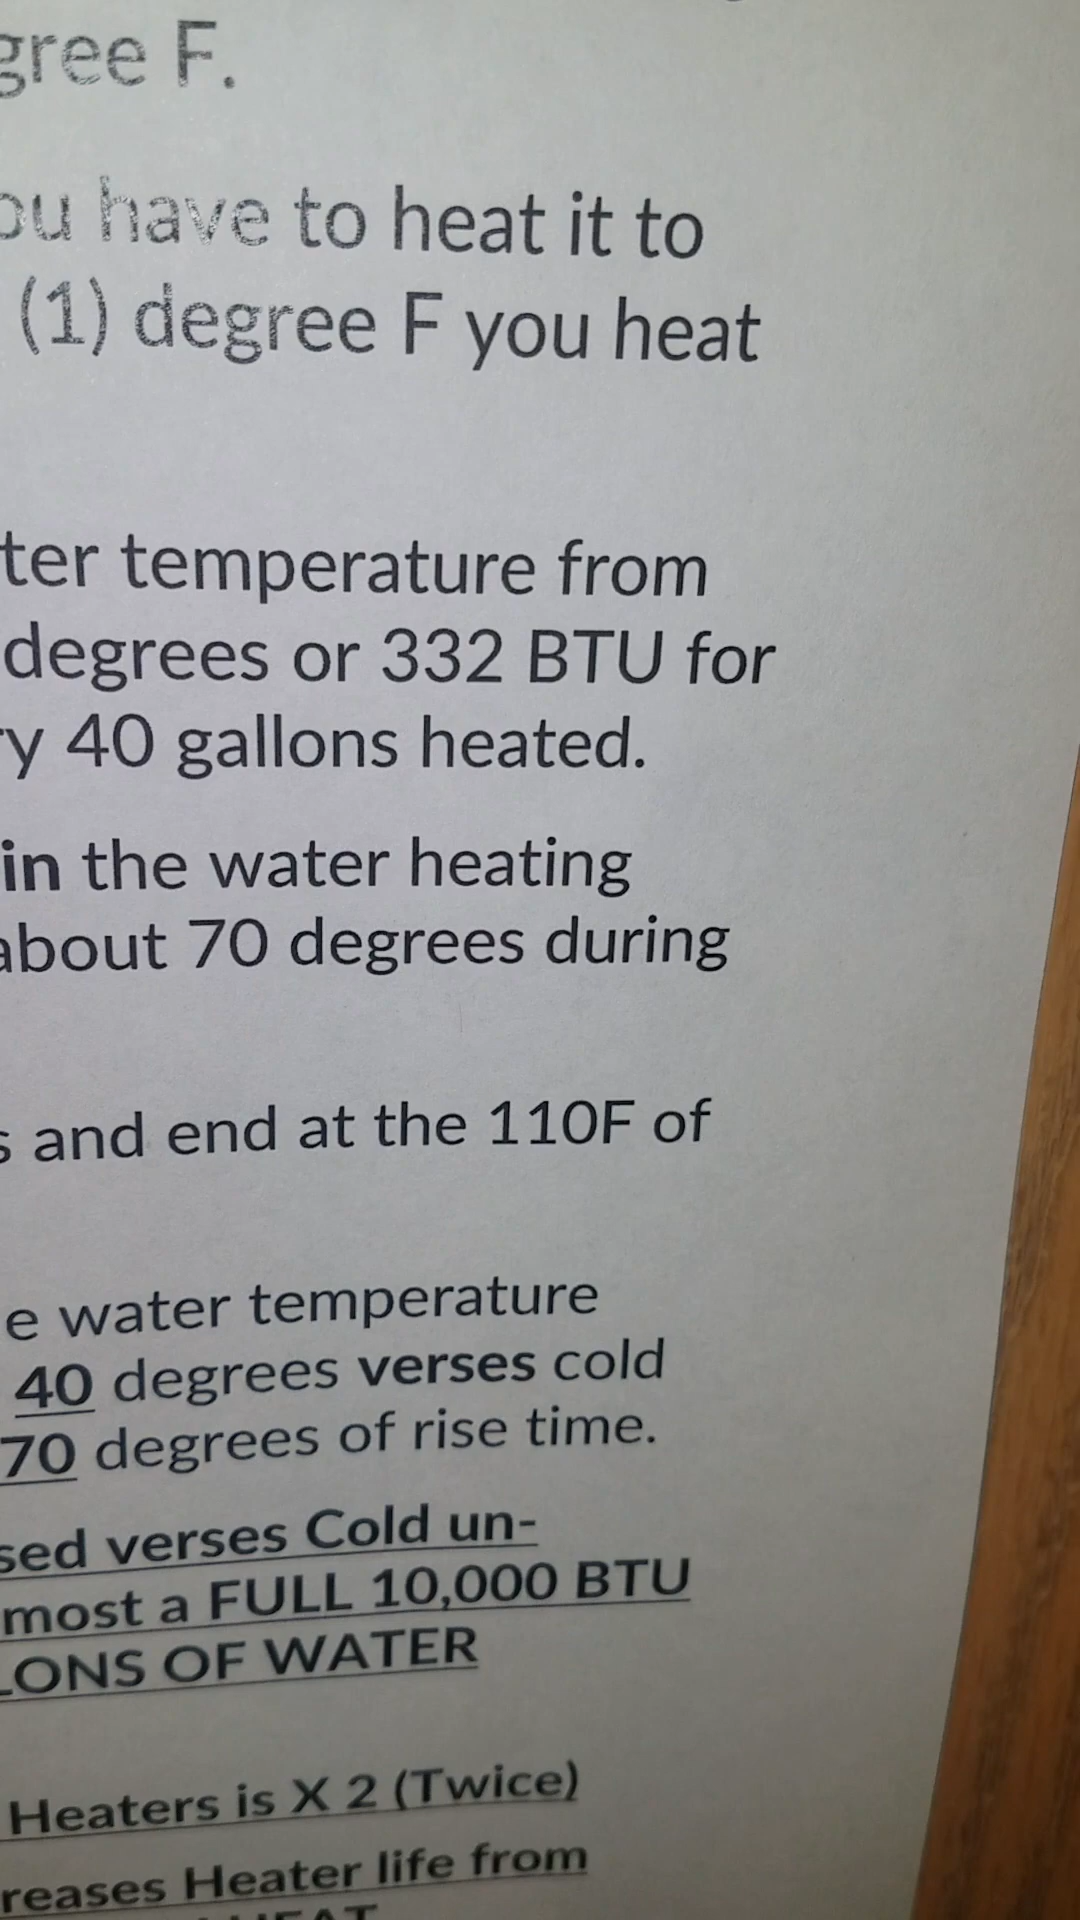 gree F.
ou have to heat it to
(1) degree F you heat
ter temperature from
degrees or 332 BTU for
y 40 gallons heated.
in the water heating
about 70 degrees during
s and end at the 110F of
e water temperature
40 degrees verses cold
70 degrees of rise time.
sed verses Cold un-
most a FULL 10,000 BTU
LONS OF WATER
Heaters is X 2 (Twice)
reases Heater life from
HEAT